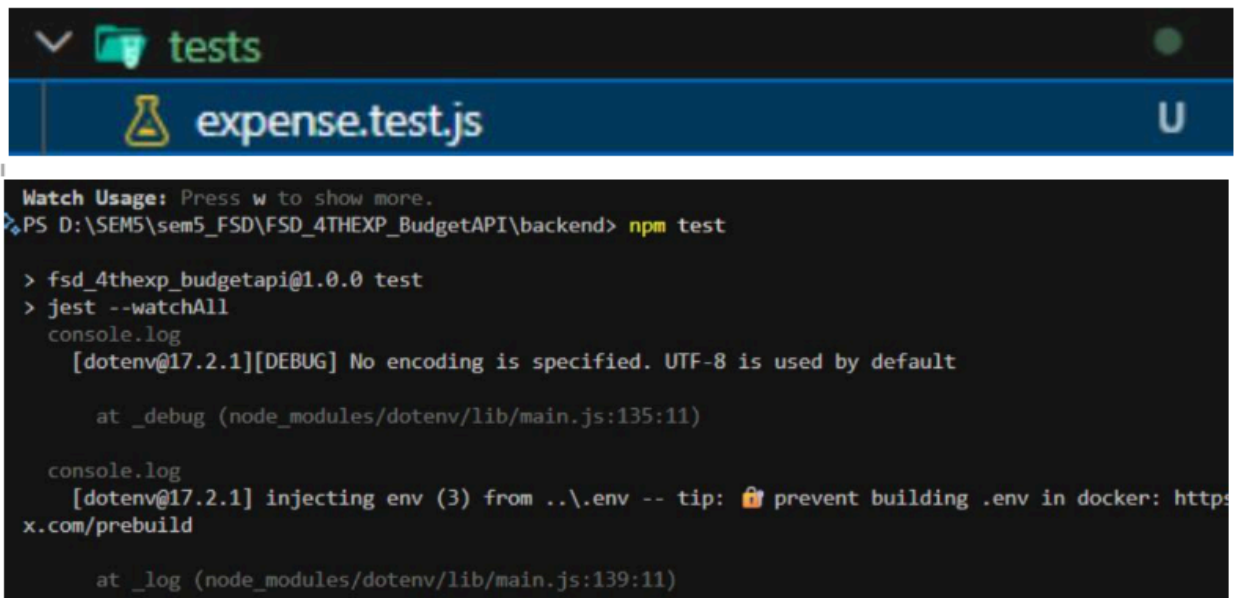 tests
expense.test.js U
Watch Usage: Press w to show more.
PS D:\SEM5\sem5_FSD\FSD_4THEXP_BudgetAPI\backend> npm test
> fsd_4thexp_budgetapi@1.0.0 test
> jest --watchAll
console.log
[dotenv@17.2.1][DEBUG] No encoding is specified. UTF-8 is used by default
at _debug (node_modules/dotenv/lib/main.js:135:11)
console.log
[dotenv@17.2.1] injecting env (3) from ..\.env -- tip: 🔐 prevent building .env in docker: https
x.com/prebuild
at _log (node_modules/dotenv/lib/main.js:139:11)